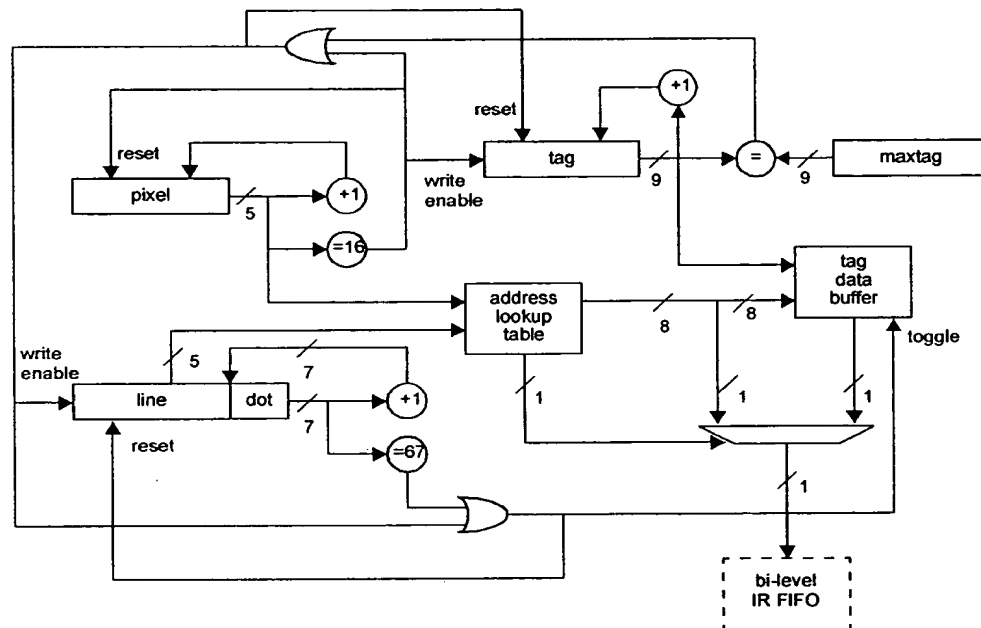 +1
reset
tag
9
=
9
maxtag
write
enable
reset
pixel
5
+1
=16
tag
data
buffer
address
lookup
table
8
8
toggle
write
enable
5
7
line
dot
7
+1
1
1
1
reset
=67
1
bi-level
IR FIFO